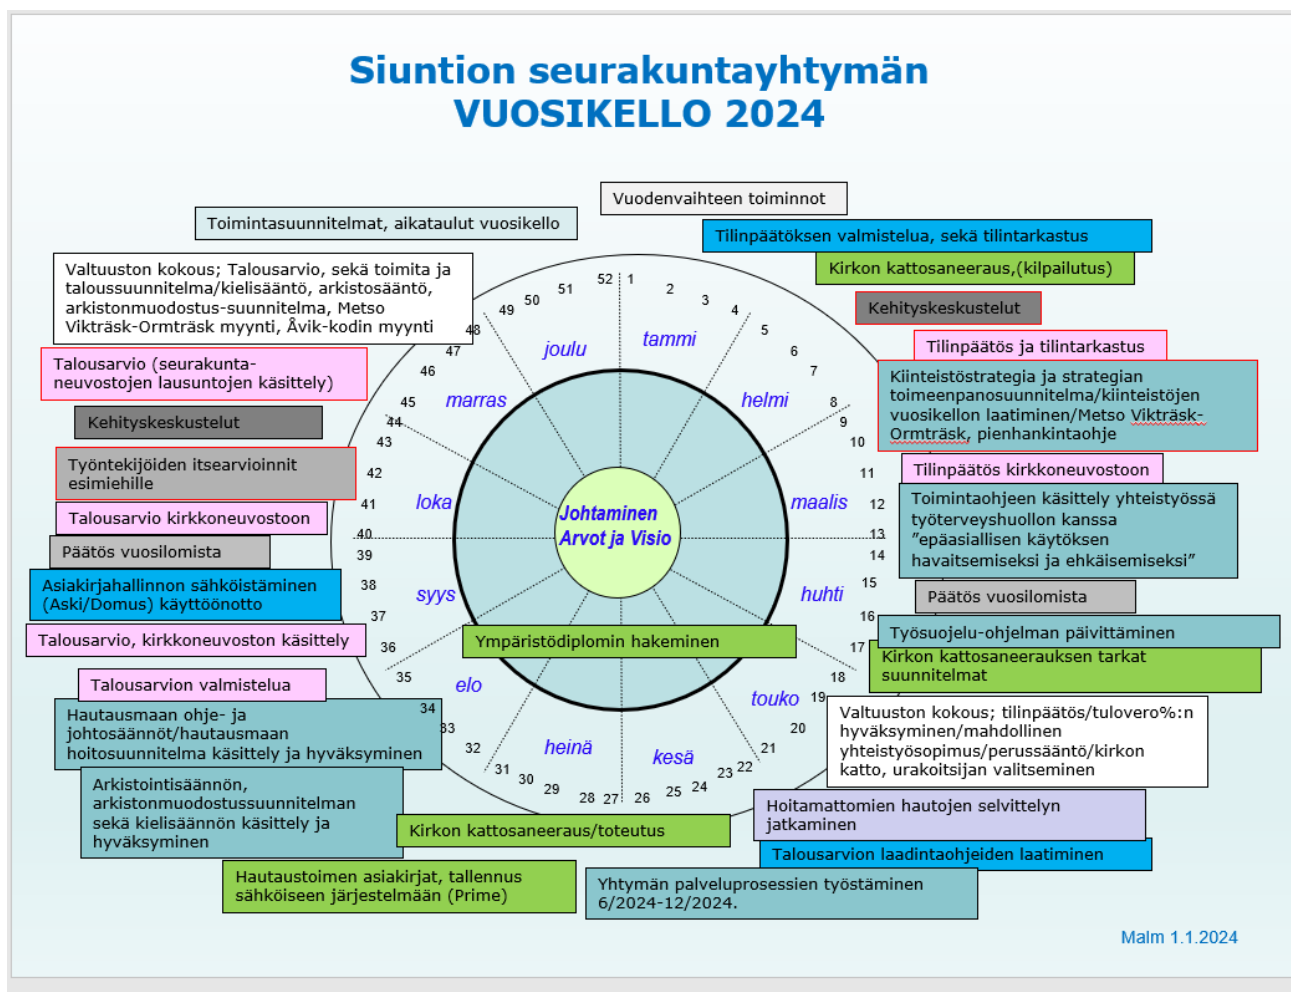 Siuntion seurakuntayhtymän
VUOSIKELLO 2024
Vuodenvaihteen toiminnot
Toimintasuunnitelmat, aikataulut vuosikello
Tilinpäätöksen valmistelua, sekä tilintarkastus
Kirkon kattosaneeraus,(kilpailutus)
Kehityskeskustelut
Tilinpäätös ja tilintarkastus
Kiinteistöstrategia ja strategian
toimeenpanosuunnitelma/kiinteistöjen
vuosikellon laatiminen/Metso Vikträsk-
Ormträsk, pienhankintaohje
Tilinpäätös kirkkoneuvostoon
Toimintaohjeen käsittely yhteistyössä
työterveyshuollon kanssa
”epäasiallisen käytöksen
havaitsemiseksi ja ehkäisemiseksi”
Päätös vuosilomista
Työsuojelu-ohjelman päivittäminen
Kirkon kattosaneerauksen tarkat
suunnitelmat
Valtuuston kokous; tilinpäätös/tulovero%:n
hyväksyminen/mahdollinen
yhteistyösopimus/perussääntö/kirkon
katto, urakoitsijan valitseminen
Hoitamattomien hautojen selvittelyn
jatkaminen
Talousarvion laadintaohjeiden laatiminen
Yhtymän palveluprosessien työstäminen
6/2024-12/2024.
Kirkon kattosaneeraus/toteutus
Hautaustoimen asiakirjat, tallennus
sähköiseen järjestelmään (Prime)
Arkistointisäännön,
arkistonmuodostussuunnitelman
sekä kielisäännön käsittely ja
hyväksyminen
Hautausmaan ohje- ja
johtosäännöt/hautausmaan
hoitosuunnitelma käsittely ja hyväksyminen
Talousarvion valmistelua
Talousarvio, kirkkoneuvoston käsittely
Asiakirjahallinnon sähköistäminen
(Aski/Domus) käyttöönotto
Päätös vuosilomista
Talousarvio kirkkoneuvostoon
Työntekijöiden itsearvioinnit
esimiehille
Kehityskeskustelut
Talousarvio (seurakunta-
neuvostojen lausuntojen käsittely)
Valtuuston kokous; Talousarvio, sekä toimita ja
taloussuunnitelma/kielisääntö, arkistosääntö,
arkistonmuodostus-suunnitelma, Metso
Vikträsk-Ormträsk myynti, Åvik-kodin myynti
1
2
3
4
5
6
7
8
9
10
11
12
13
14
15
16
17
18
19
20
21
22
23
24
25
26
27
28
29
30
31
32
33
34
35
36
37
38
39
40
41
42
43
44
45
46
47
48
49
50
51
52
tammi
helmi
maalis
huhti
touko
kesä
heinä
elo
syys
loka
marras
joulu
Johtaminen
Arvot ja Visio
Ympäristödiplomin hakeminen
Malm 1.1.2024